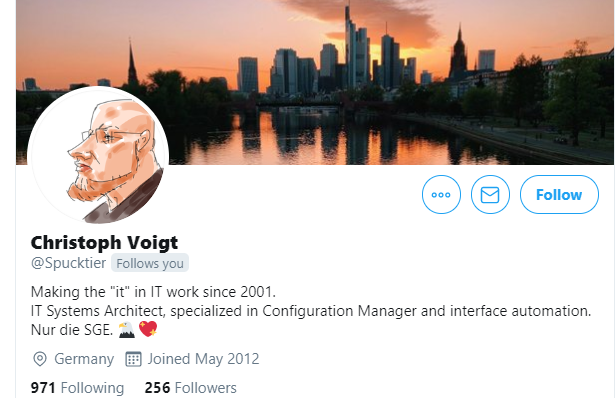 Follow
Christoph Voigt
@Spucktier Follows you
Making the "it" in IT work since 2001.
IT Systems Architect, specialized in Configuration Manager and interface automation.
Nur die SGE. 🦅💖
Germany Joined May 2012
971 Following 256 Followers